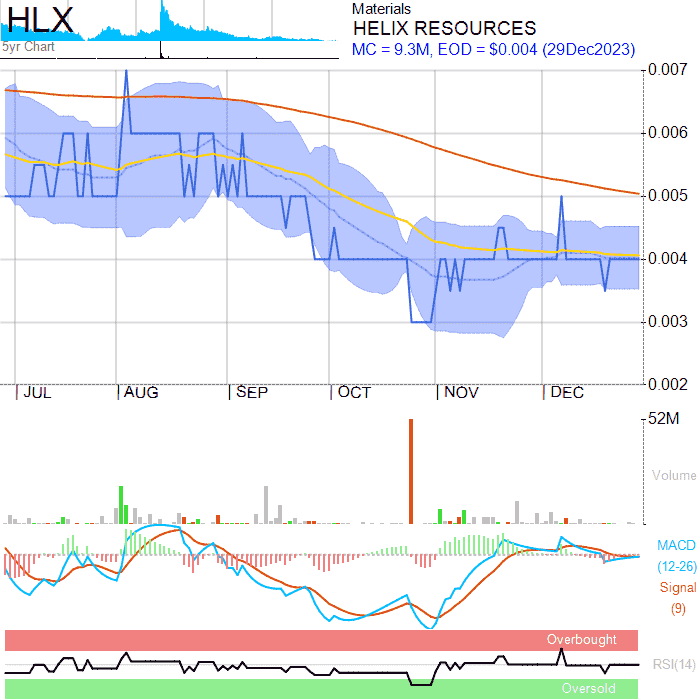 HLX
5yr Chart
Materials
HELIX RESOURCES
MC = 9.3M, EOD = $0.004 (29Dec2023)
0.007
0.006
0.005
0.004
0.003
0.002
JUL AUG SEP OCT NOV DEC
52M
Volume
MACD
(12-26)
Signal
(9)
Overbought
RSI(14)
Oversold